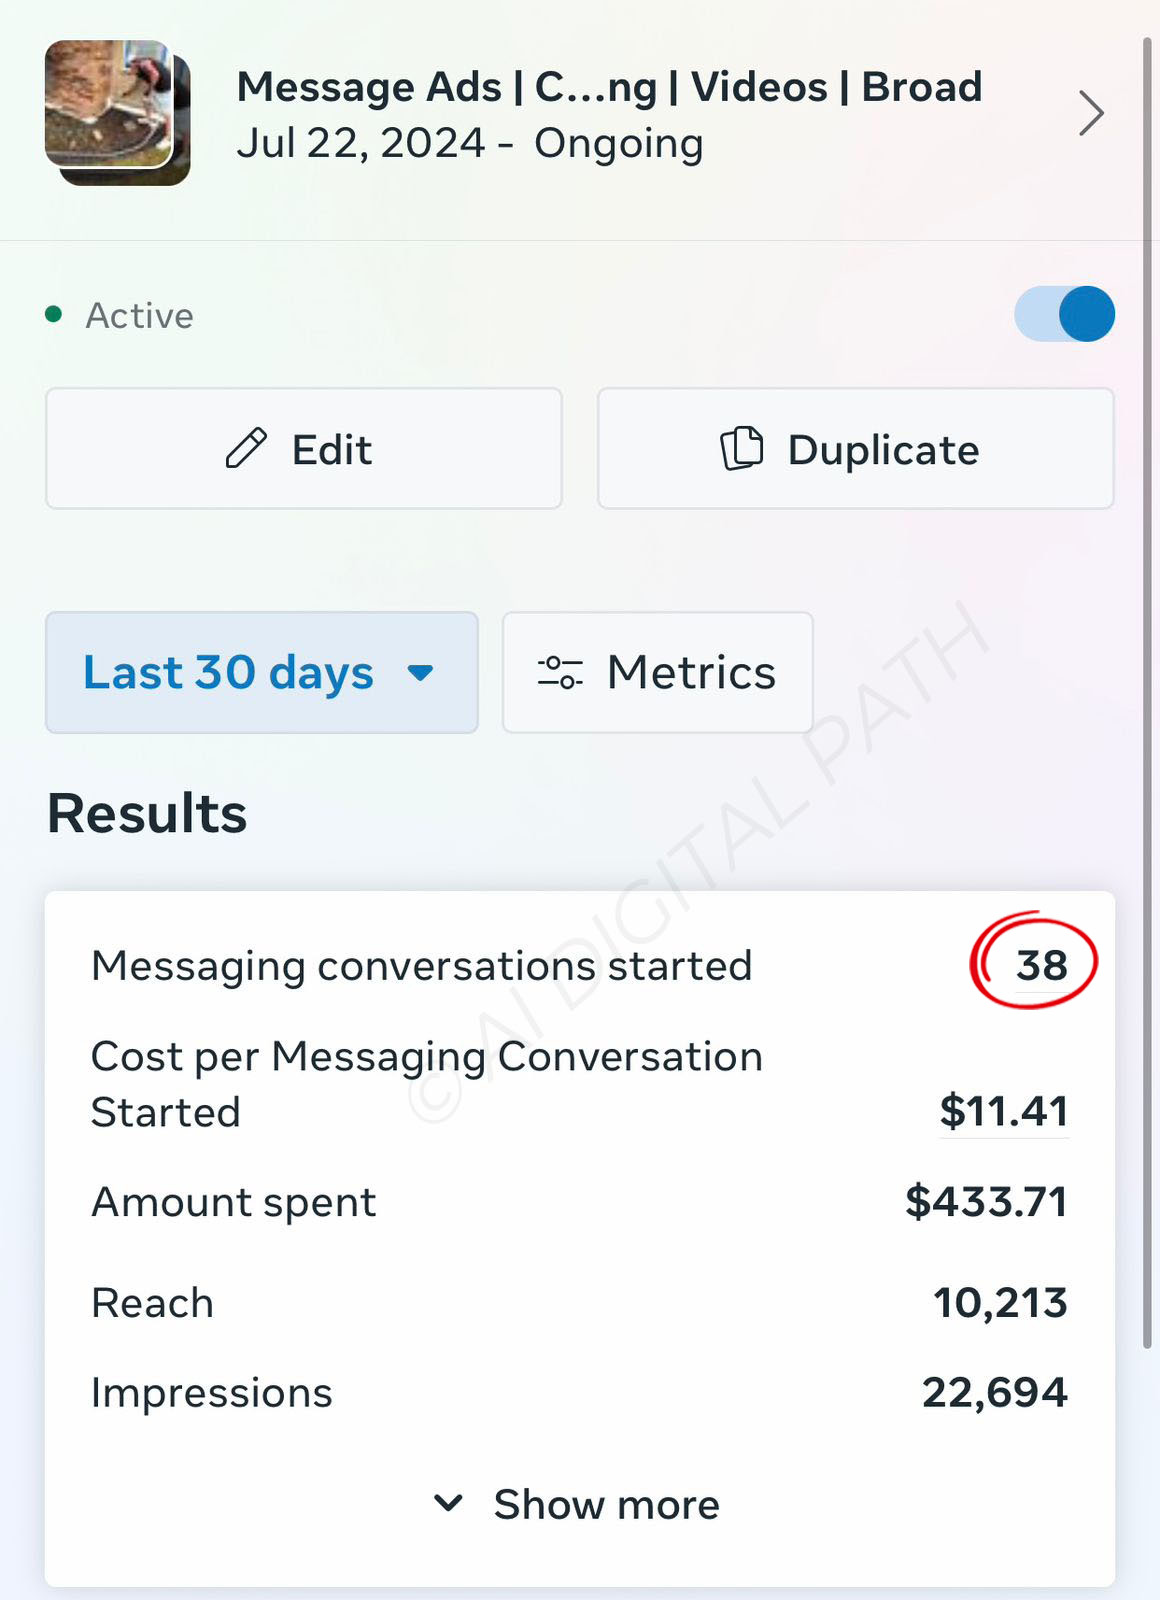 Message Ads | C...ng | Videos | Broad
Jul 22, 2024 - Ongoing
Active
Edit
Duplicate
Last 30 days
Metrics
Results
Messaging conversations started
38
Cost per Messaging Conversation
Started
$11.41
Amount spent
$433.71
Reach
10,213
Impressions
22,694
Show more
© AI DIGITAL PATH